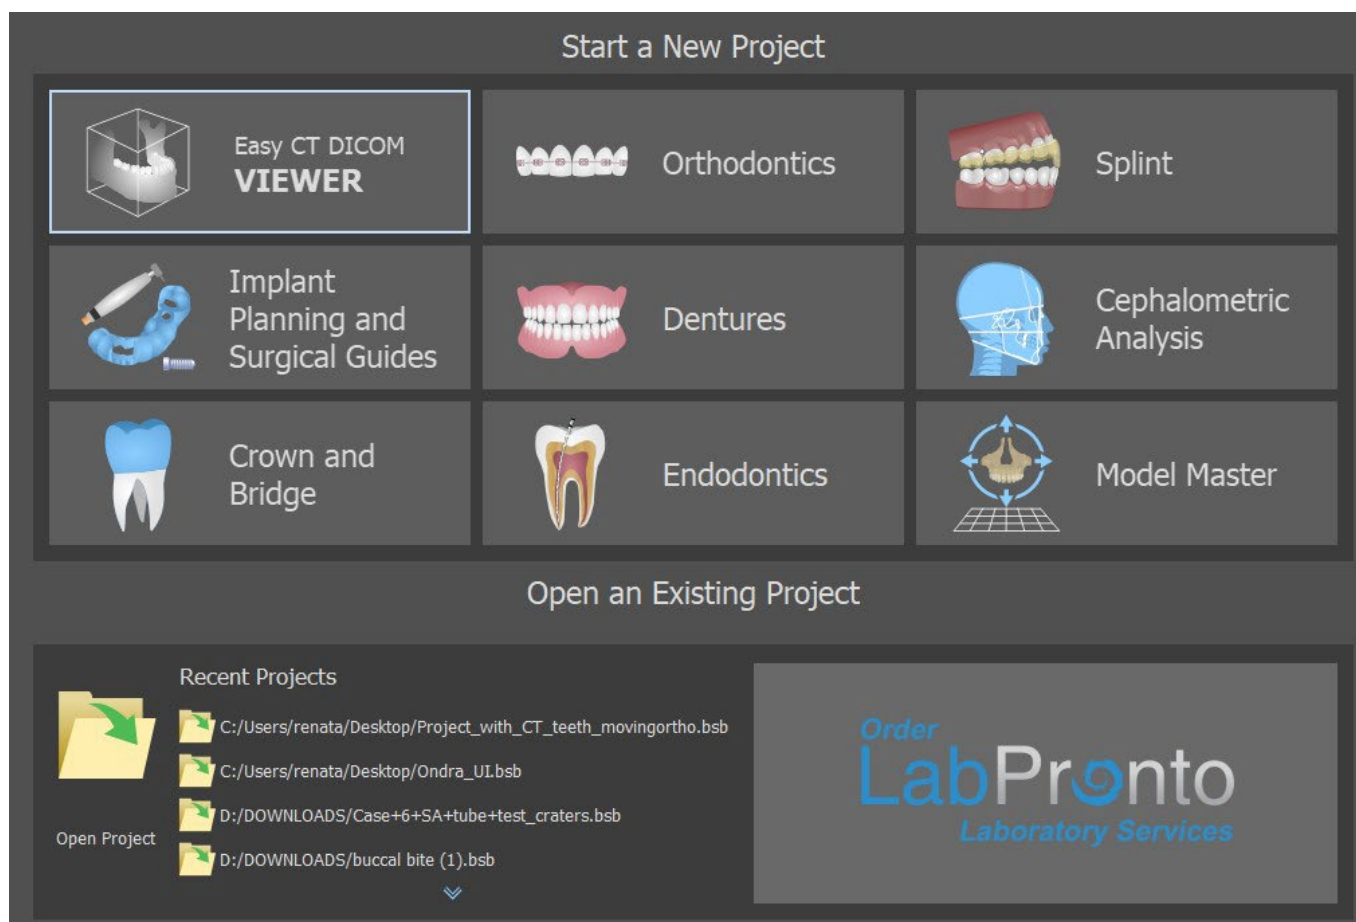 Start a New Project
Easy CT DICOM
VIEWER
Orthodontics
Splint
Implant
Planning and
Surgical Guides
Dentures
Cephalometric
Analysis
Crown and
Bridge
Endodontics
Model Master
Open an Existing Project
Recent Projects
C:/Users/renata/Desktop/Project_with_CT_teeth_movingortho.bsb
C:/Users/renata/Desktop/Ondra_UI.bsb
D:/DOWNLOADS/Case+6+SA+tube+test_craters.bsb
D:/DOWNLOADS/buccal bite (1).bsb
Open Project
Order
LabPronto
Laboratory Services